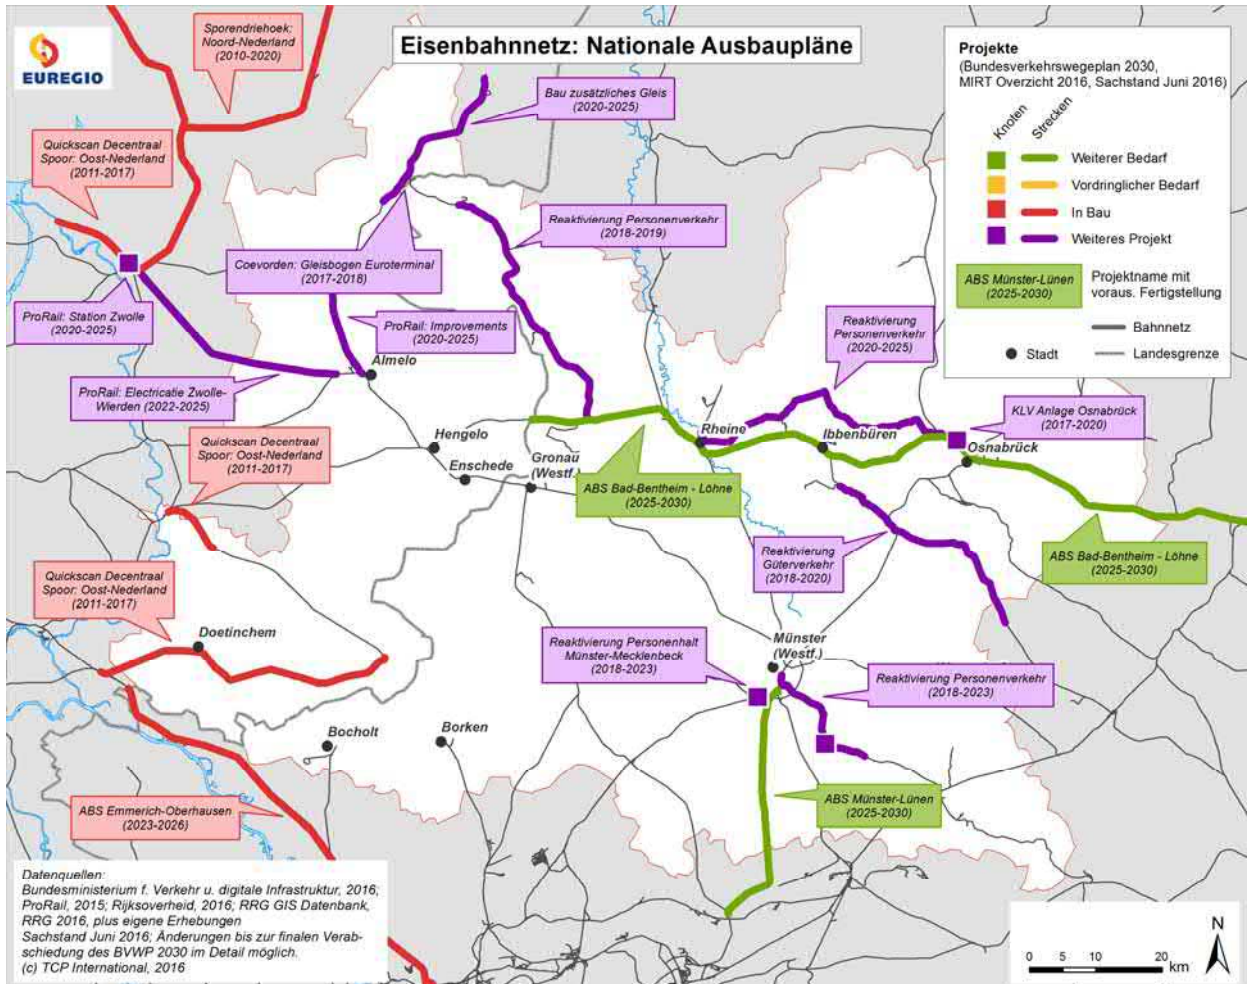 EUREGIO
Sporendriehoek:
Noord-Nederland
(2010-2020)
Eisenbahnnetz: Nationale Ausbaupläne
Projekte
(Bundesverkehrswegeplan 2030,
MIRT Overzicht 2016, Sachstand Juni 2016)
Knoten
Strecken
Weiterer Bedarf
Vordringlicher Bedarf
In Bau
Weiteres Projekt
ABS Münster-Lünen
(2025-2030)
Projektname mit
voraus. Fertigstellung
Bahnnetz
Stadt
Landesgrenze
Bau zusätzliches Gleis
(2020-2025)
Quickscan Decentraal
Spoor: Oost-Nederland
(2011-2017)
Reaktivierung Personenverkehr
(2018-2019)
Coevorden: Gleisbogen Euroterminal
(2017-2018)
ProRail: Station Zwolle
(2020-2025)
ProRail: Improvements
(2020-2025)
Reaktivierung
Personenverkehr
(2020-2025)
Almelo
ProRail: Electricatie Zwolle-
Wierden (2022-2025)
KLV Anlage Osnabrück
(2017-2020)
Quickscan Decentraal
Spoor: Oost-Nederland
(2011-2017)
Hengelo
Rheine
Ibbenbüren
Osnabrück
Enschede
Gronau
(Westf.)
ABS Bad-Bentheim - Löhne
(2025-2030)
Reaktivierung
Güterverkehr
(2018-2020)
ABS Bad-Bentheim - Löhne
(2025-2030)
Quickscan Decentraal
Spoor: Oost-Nederland
(2011-2017)
Doetinchem
Reaktivierung Personenhalt
Münster-Mecklenbeck
(2018-2023)
Münster
(Westf.)
Reaktivierung Personenverkehr
(2018-2023)
Bocholt
Borken
ABS Emmerich-Oberhausen
(2023-2026)
ABS Münster-Lünen
(2025-2030)
Datenquellen:
Bundesministerium f. Verkehr u. digitale Infrastruktur, 2016;
ProRail, 2015; Rijksoverheid, 2016; RRG GIS Datenbank,
RRG 2016, plus eigene Erhebungen
Sachstand Juni 2016; Änderungen bis zur finalen Verab-
schiedung des BVWP 2030 im Detail möglich.
(c) TCP International, 2016
N
0 5 10 20
km